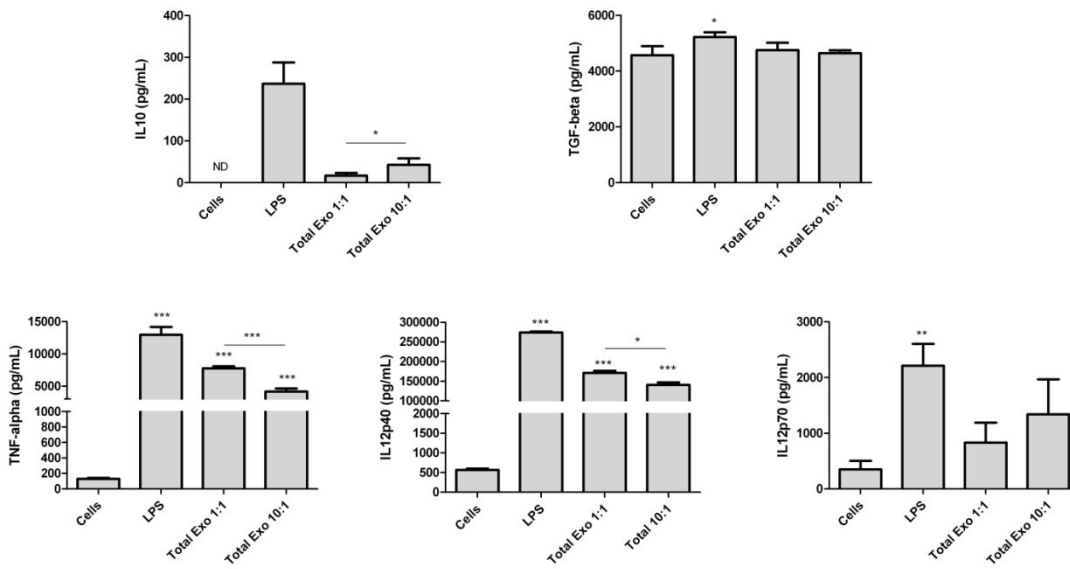 IL10 (pg/mL)
400
300
200
100
0
ND
*
Cells
LPS
Total Exo 1:1
Total Exo 10:1
TGF-beta (pg/mL)
6000
4000
2000
0
*
Cells
LPS
Total Exo 1:1
Total Exo 10:1
TNF-alpha (pg/mL)
15000
10000
5000
1000
800
600
400
200
0
***
***
***
***
Cells
LPS
Total Exo 1:1
Total Exo 10:1
IL12p40 (pg/mL)
300000
250000
200000
150000
100000
2000
1500
1000
500
0
***
***
*
***
Cells
LPS
Total Exo 1:1
Total 10:1
IL12p70 (pg/mL)
3000
2000
1000
0
**
Cells
LPS
Total Exo 1:1
Total Exo 10:1